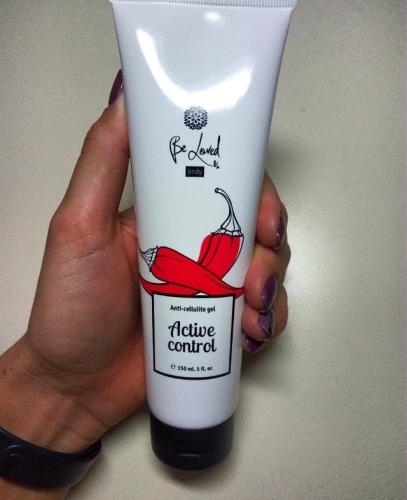 Be Loved
body
Anti-cellulite gel
Active
control
℮ 150 ml. 5 fl. oz